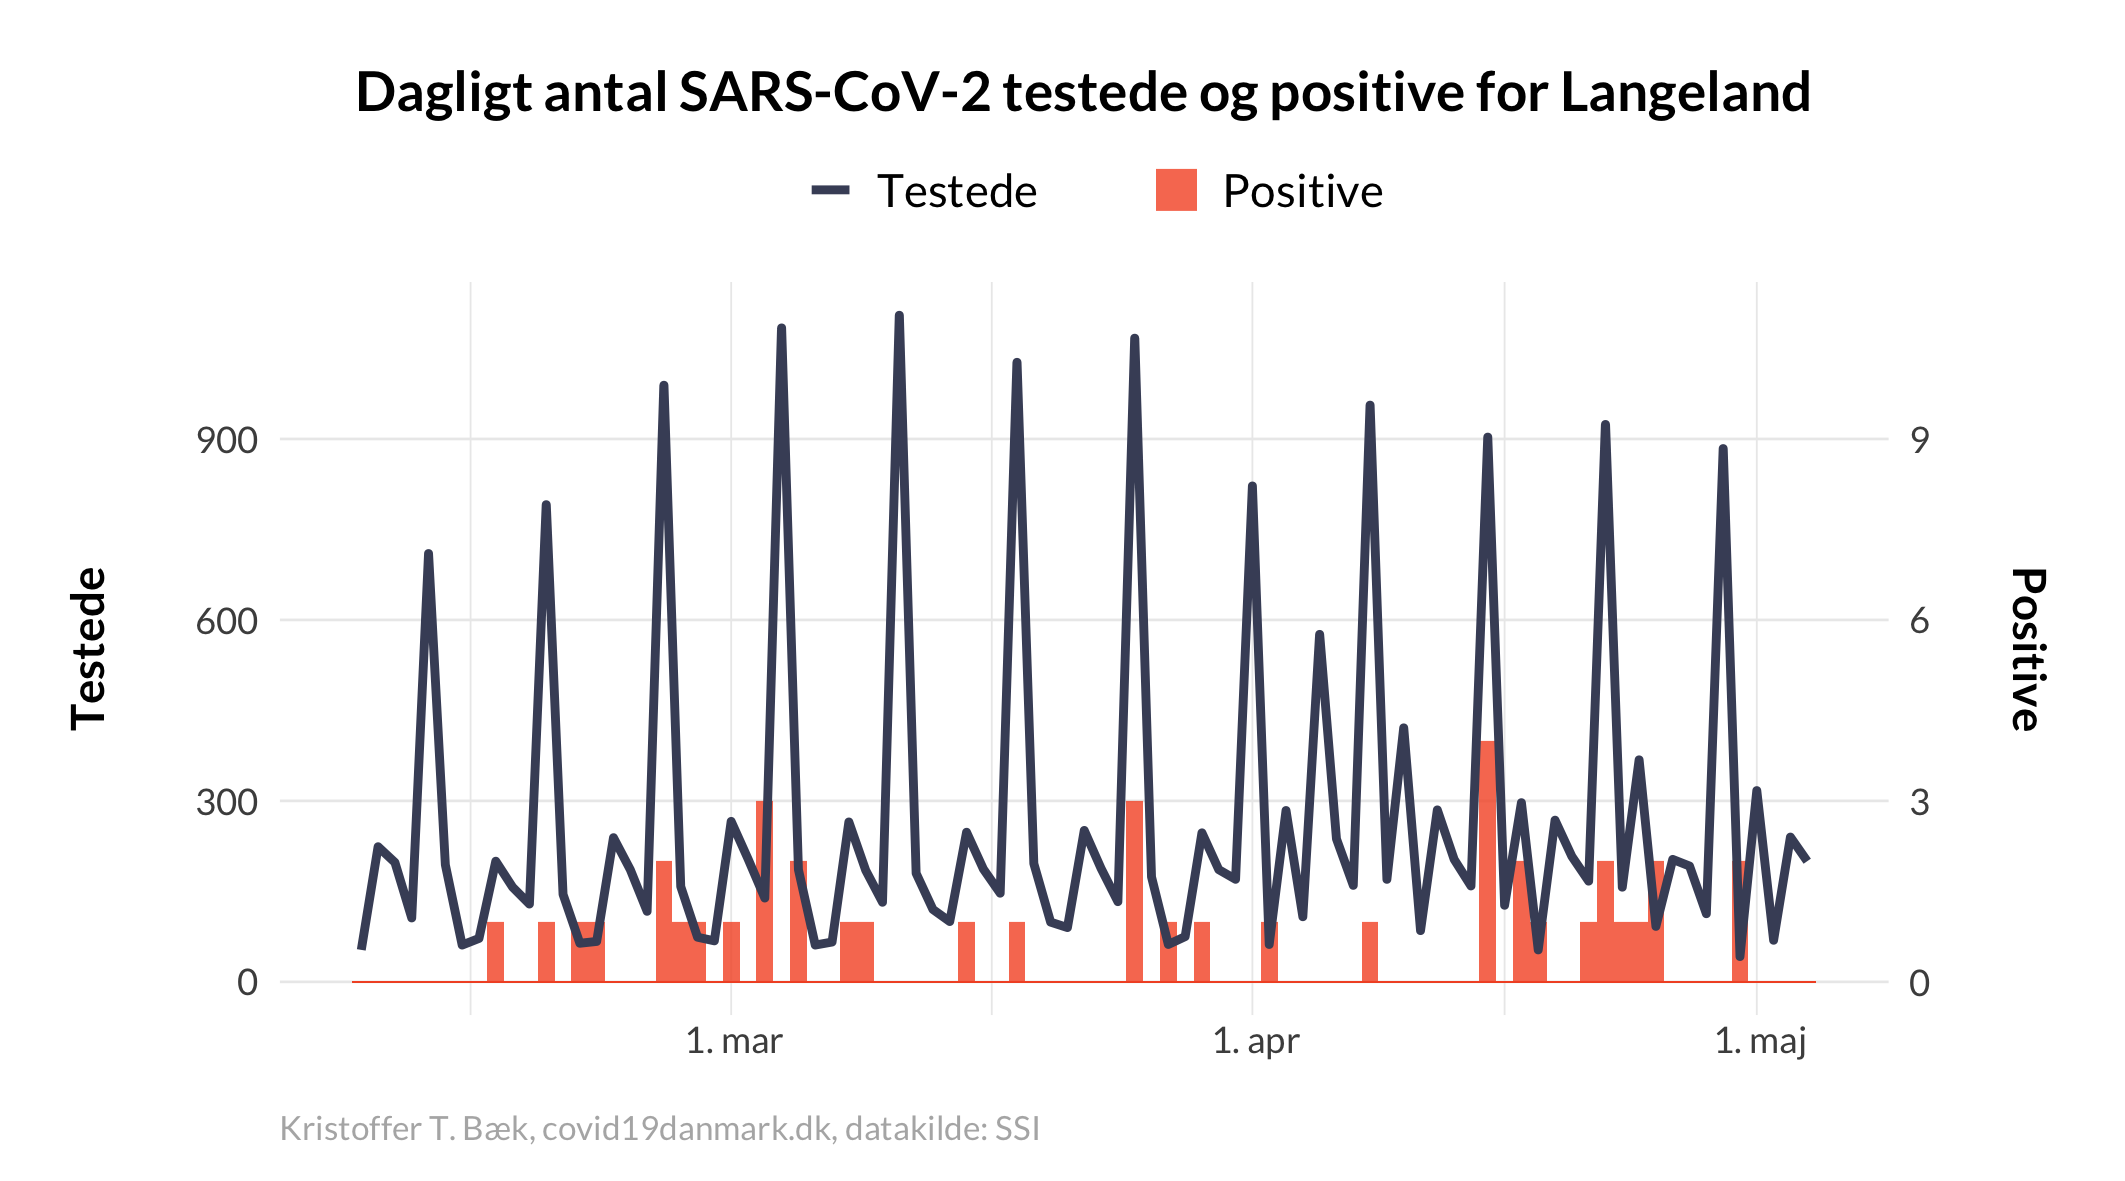 Dagligt antal SARS-CoV-2 testede og positive for Langeland
Testede
Positive
Testede
900
600
300
0
9
6
3
0
Positive
1. mar
1. apr
1. maj
Kristoffer T. Bæk, covid19danmark.dk, datakilde: SSI